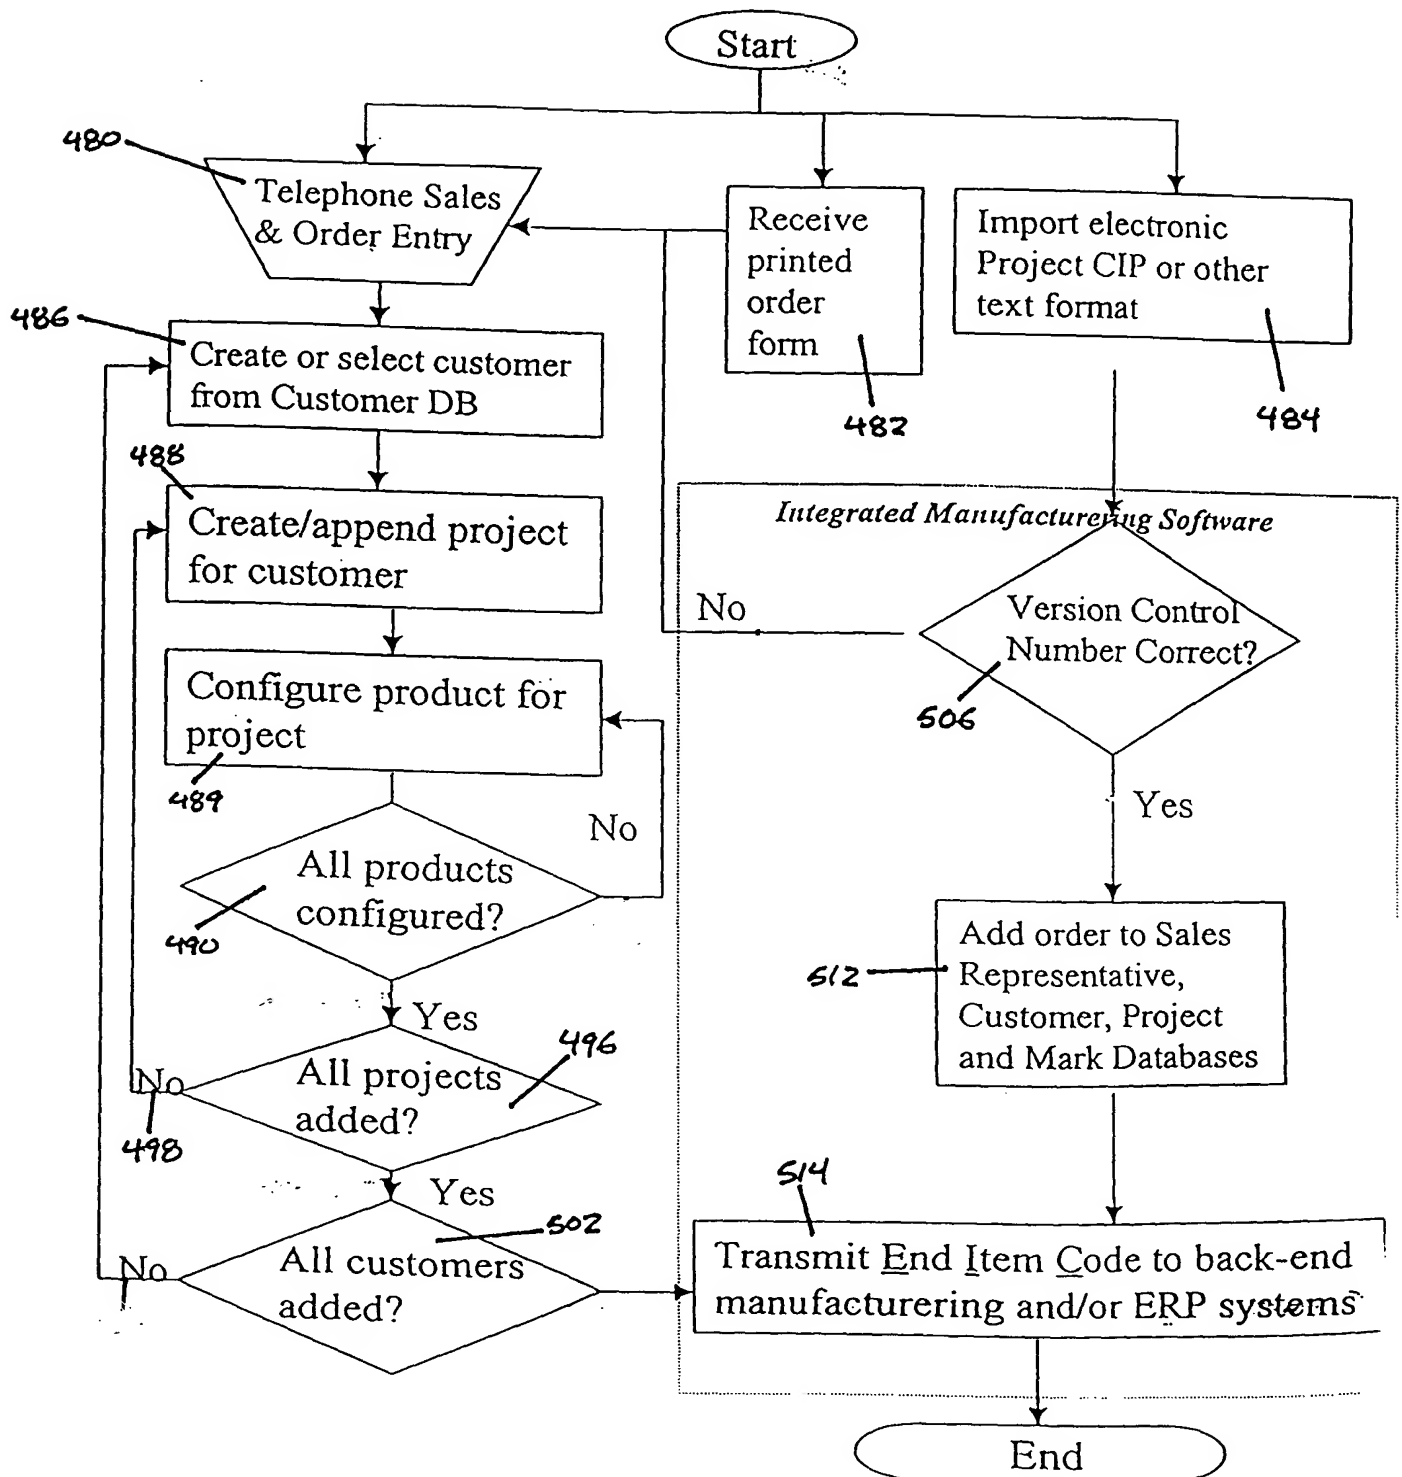 Start
480
Telephone Sales
& Order Entry
Receive
printed
order
form
482
Import electronic
Project CIP or other
text format
484
486
Create or select customer
from Customer DB
488
Create/append project
for customer
Integrated Manufacturering Software
No
Version Control
Number Correct?
506
Configure product for
project
489
Yes
No
All products
configured?
490
512
Add order to Sales
Representative,
Customer, Project
and Mark Databases
Yes
496
No
All projects
added?
498
514
Yes
502
No
All customers
added?
Transmit End Item Code to back-end
manufacturering and/or ERP systems
End